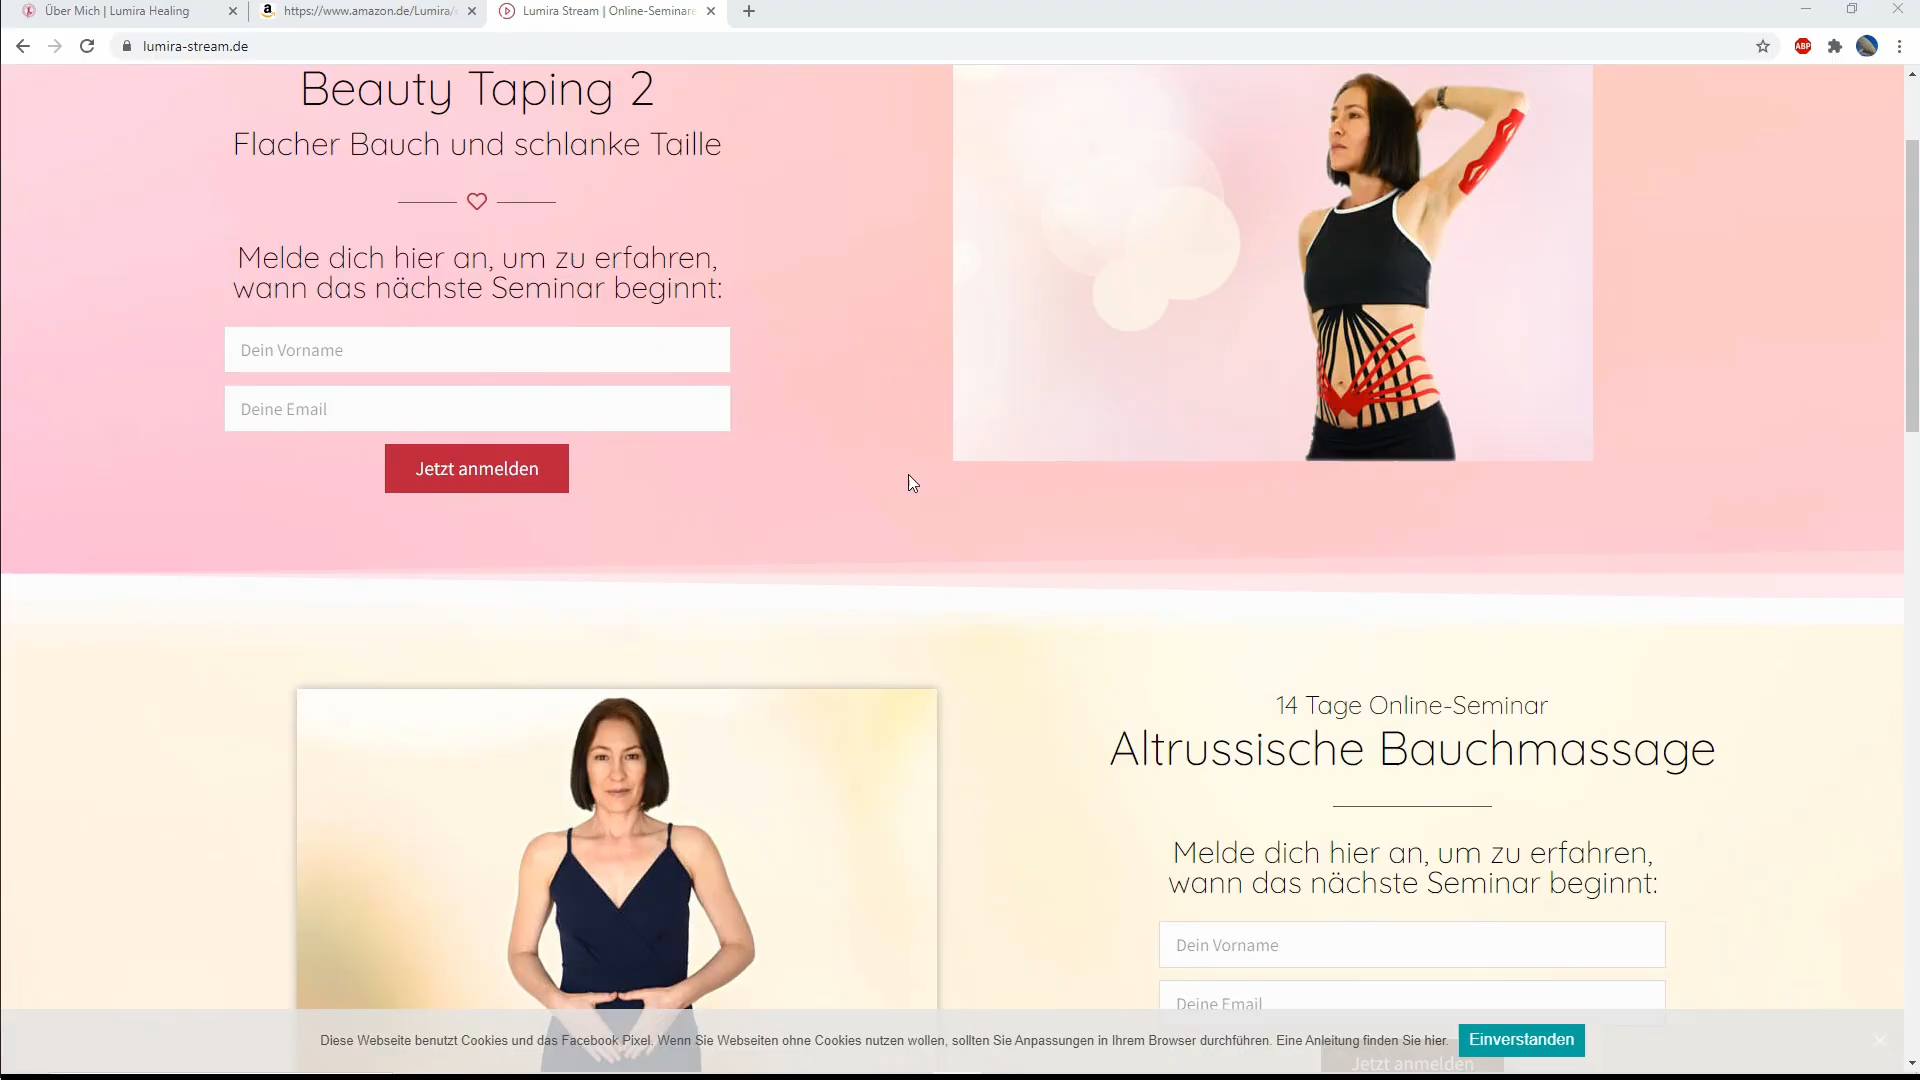 Über Mich | Lumira Healing
https://www.amazon.de/Lumira/
Lumira Stream | Online-Seminare
lumira-stream.de
ABP
Beauty Taping 2
Flacher Bauch und schlanke Taille
Melde dich hier an, um zu erfahren,
wann das nächste Seminar beginnt:
Dein Vorname
Deine Email
Jetzt anmelden
14 Tage Online-Seminar
Altrussische Bauchmassage
Melde dich hier an, um zu erfahren,
wann das nächste Seminar beginnt:
Dein Vorname
Deine Email
Diese Webseite benutzt Cookies und das Facebook Pixel. Wenn Sie Webseiten ohne Cookies nutzen wollen, sollten Sie Anpassungen in Ihrem Browser durchführen. Eine Anleitung finden Sie hier.
Einverstanden
Jetzt anmelden